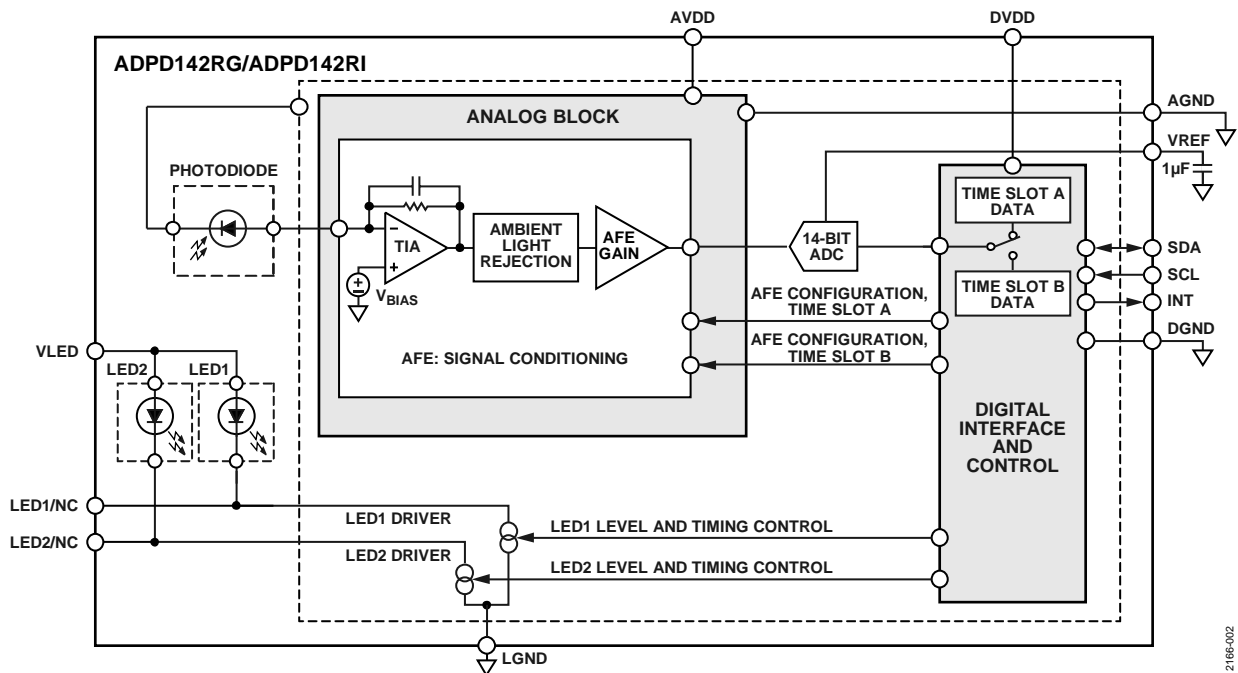 AVDD
DVDD
ADPD142RG/ADPD142RI
ANALOG BLOCK
AGND
VREF
1µF
PHOTODIODE
TIME SLOT A
DATA
TIA
AMBIENT
LIGHT
REJECTION
AFE
GAIN
14-BIT
ADC
SDA
SCL
INT
VBIAS
TIME SLOT B
DATA
AFE CONFIGURATION,
TIME SLOT A
DGND
AFE CONFIGURATION,
TIME SLOT B
AFE: SIGNAL CONDITIONING
VLED
LED2
LED1
DIGITAL
INTERFACE
AND
CONTROL
LED1/NC
LED1 DRIVER
LED1 LEVEL AND TIMING CONTROL
LED2/NC
LED2 DRIVER
LED2 LEVEL AND TIMING CONTROL
LGND
2166-002